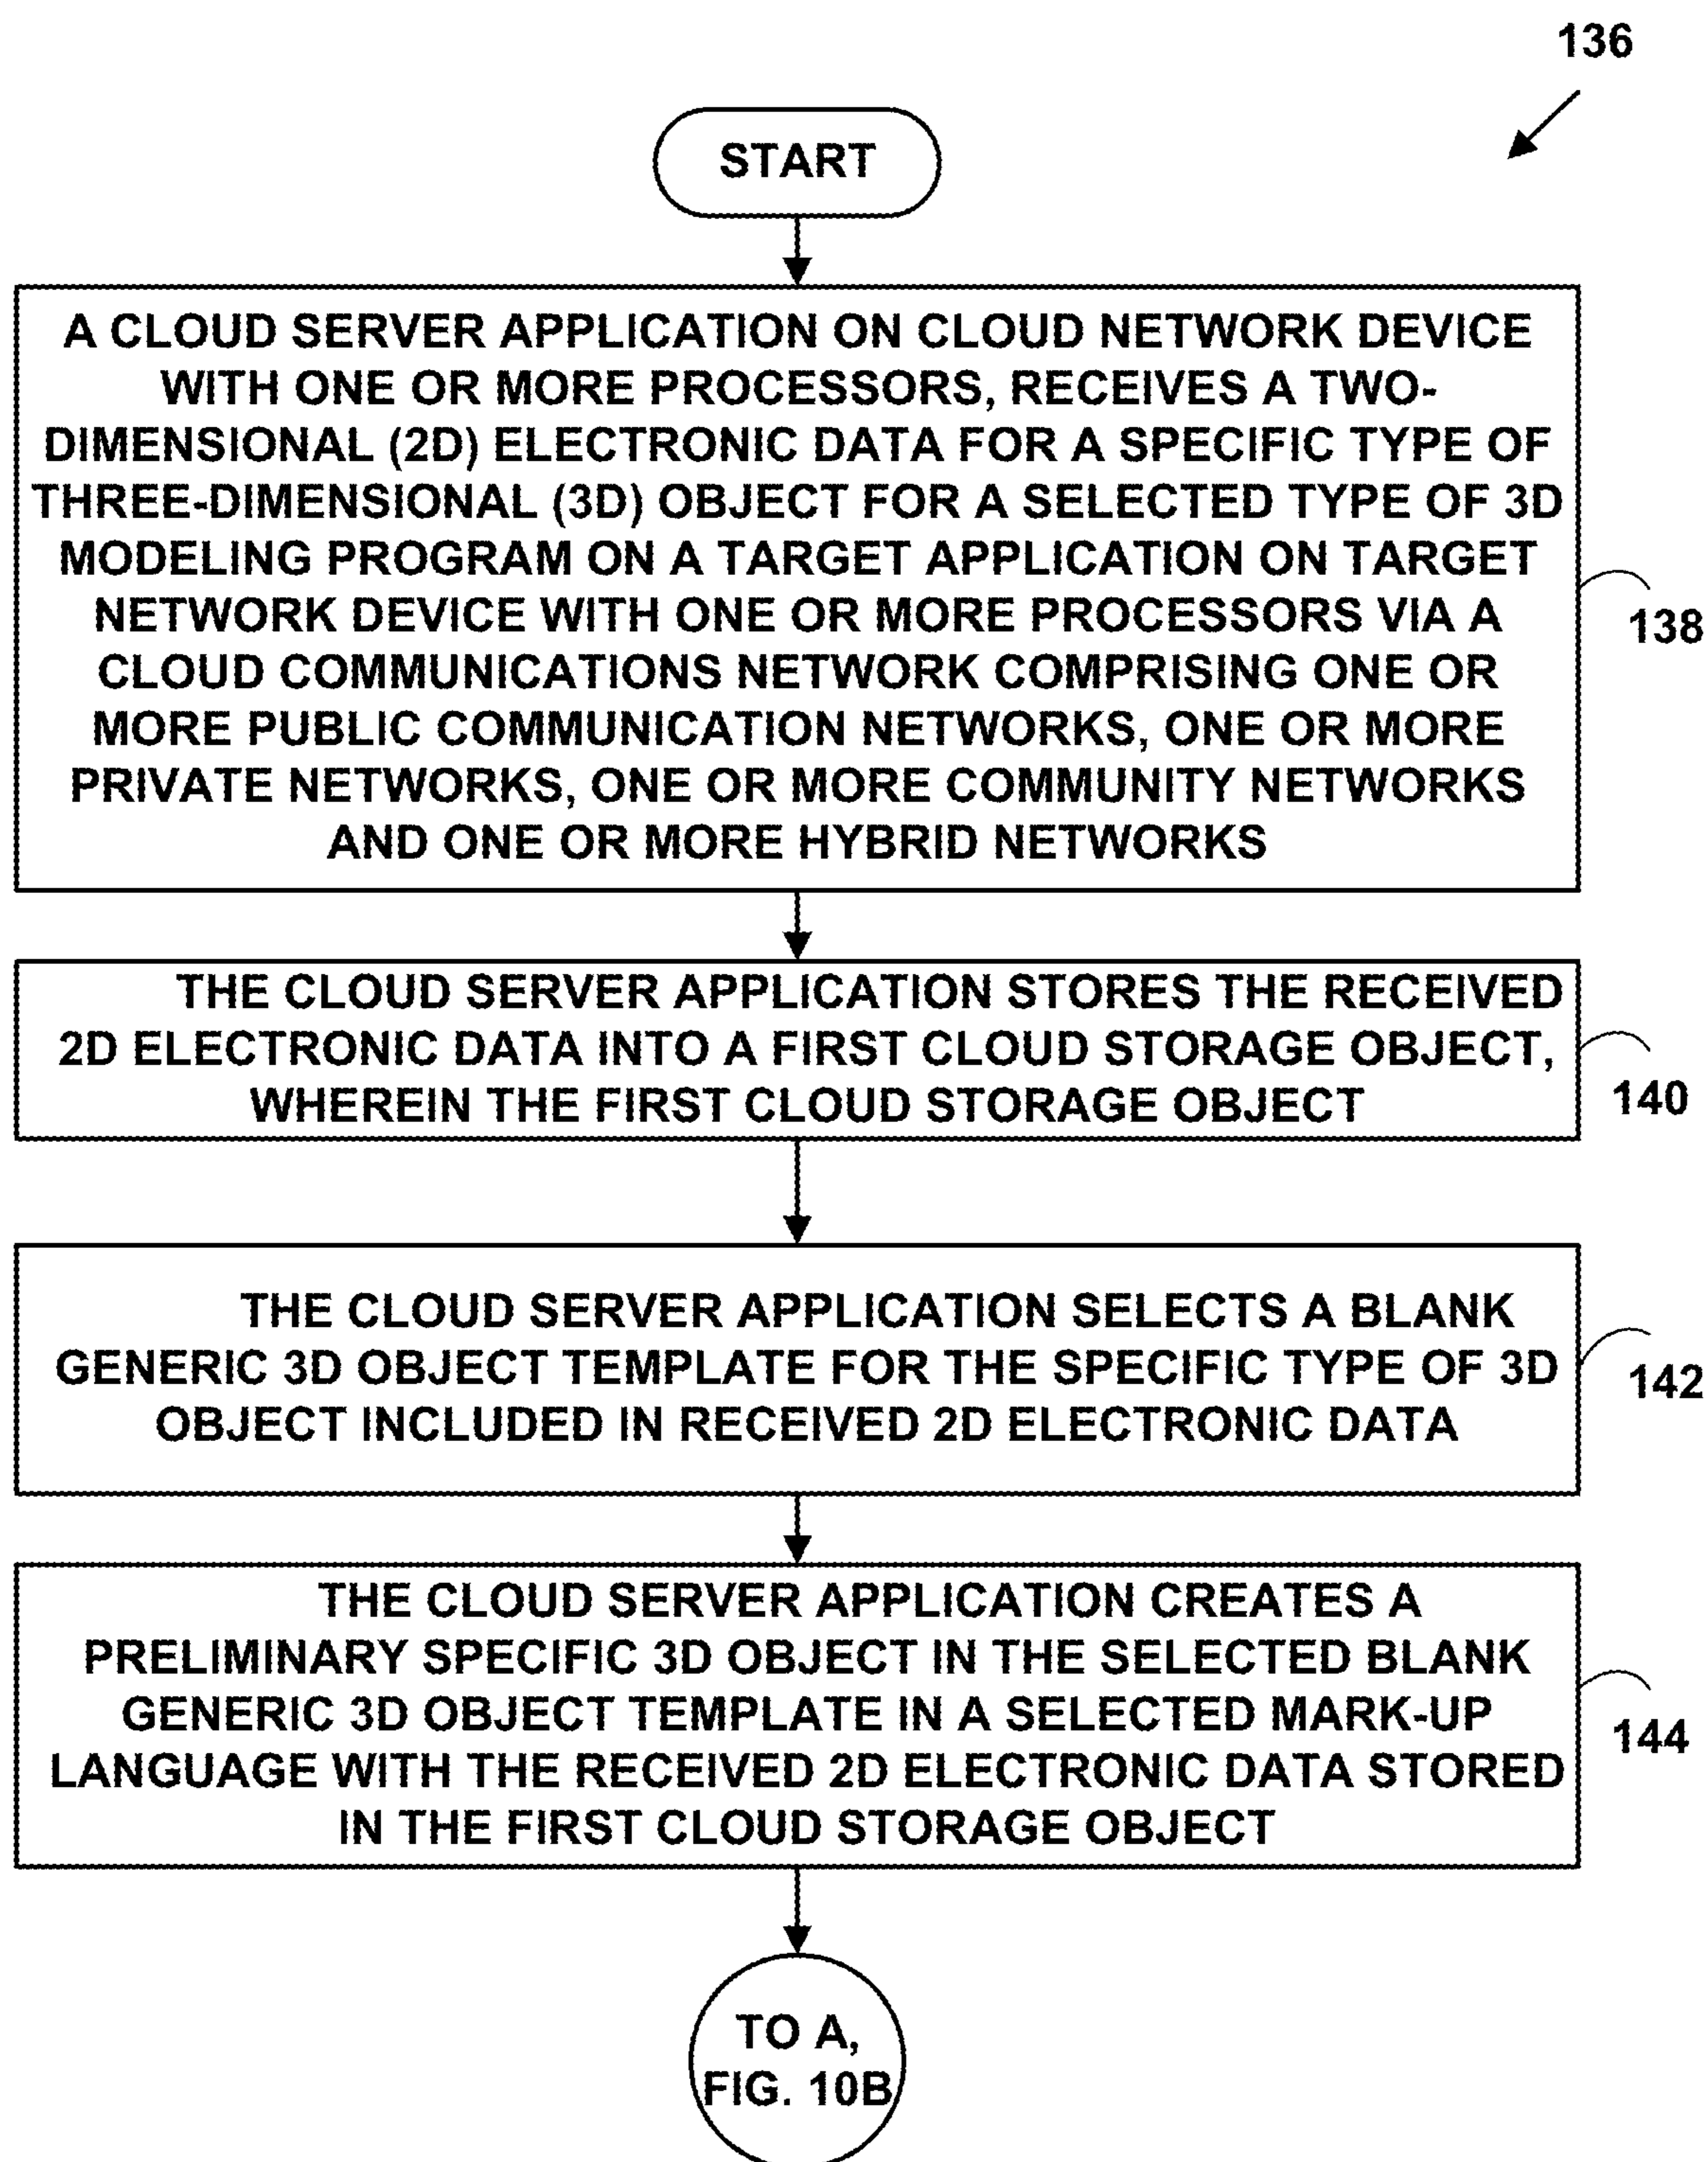 136
START
A CLOUD SERVER APPLICATION ON CLOUD NETWORK DEVICE
WITH ONE OR MORE PROCESSORS, RECEIVES A TWO-
DIMENSIONAL (2D) ELECTRONIC DATA FOR A SPECIFIC TYPE OF
THREE-DIMENSIONAL (3D) OBJECT FOR A SELECTED TYPE OF 3D
MODELING PROGRAM ON A TARGET APPLICATION ON TARGET
NETWORK DEVICE WITH ONE OR MORE PROCESSORS VIA A
CLOUD COMMUNICATIONS NETWORK COMPRISING ONE OR
MORE PUBLIC COMMUNICATION NETWORKS, ONE OR MORE
PRIVATE NETWORKS, ONE OR MORE COMMUNITY NETWORKS
AND ONE OR MORE HYBRID NETWORKS
138
THE CLOUD SERVER APPLICATION STORES THE RECEIVED
2D ELECTRONIC DATA INTO A FIRST CLOUD STORAGE OBJECT,
WHEREIN THE FIRST CLOUD STORAGE OBJECT
140
THE CLOUD SERVER APPLICATION SELECTS A BLANK
GENERIC 3D OBJECT TEMPLATE FOR THE SPECIFIC TYPE OF 3D
OBJECT INCLUDED IN RECEIVED 2D ELECTRONIC DATA
142
THE CLOUD SERVER APPLICATION CREATES A
PRELIMINARY SPECIFIC 3D OBJECT IN THE SELECTED BLANK
GENERIC 3D OBJECT TEMPLATE IN A SELECTED MARK-UP
LANGUAGE WITH THE RECEIVED 2D ELECTRONIC DATA STORED
IN THE FIRST CLOUD STORAGE OBJECT
144
TO A,
FIG. 10B